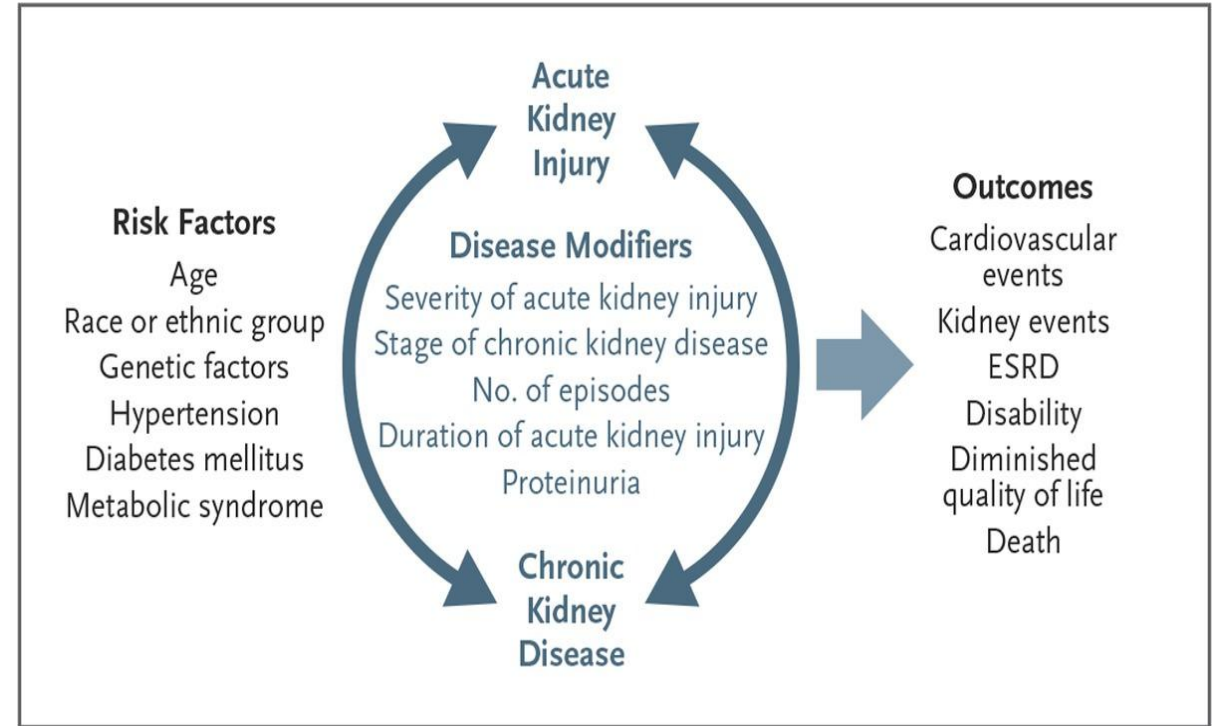 Risk Factors
Age
Race or ethnic group
Genetic factors
Hypertension
Diabetes mellitus
Metabolic syndrome
Acute
Kidney
Injury
Disease Modifiers
Severity of acute kidney injury
Stage of chronic kidney disease
No. of episodes
Duration of acute kidney injury
Proteinuria
Chronic
Kidney
Disease
Outcomes
Cardiovascular
events
Kidney events
ESRD
Disability
Diminished
quality of life
Death